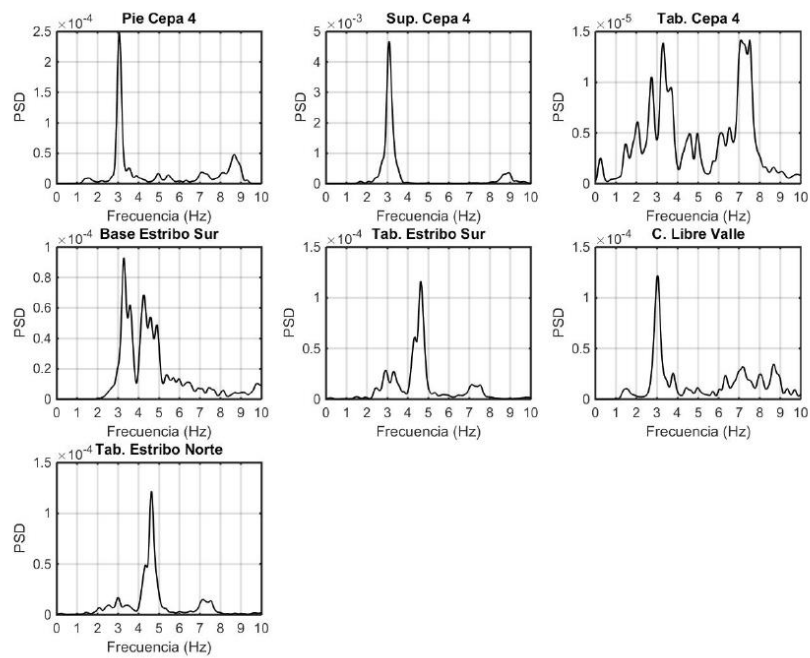 ×10⁻⁴ Pie Cepa 4
2.5
2
1.5
1
0.5
0
PSD
0 1 2 3 4 5 6 7 8 9 10
Frecuencia (Hz)
×10⁻³ Sup. Cepa 4
5
4
3
2
1
0
PSD
0 1 2 3 4 5 6 7 8 9 10
Frecuencia (Hz)
×10⁻⁵ Tab. Cepa 4
1.5
1
0.5
0
PSD
0 1 2 3 4 5 6 7 8 9 10
Frecuencia (Hz)
×10⁻⁴ Base Estribo Sur
1
0.8
0.6
0.4
0.2
0
PSD
0 1 2 3 4 5 6 7 8 9 10
Frecuencia (Hz)
×10⁻⁴ Tab. Estribo Sur
1.5
1
0.5
0
PSD
0 1 2 3 4 5 6 7 8 9 10
Frecuencia (Hz)
×10⁻⁴ C. Libre Valle
1.5
1
0.5
0
PSD
0 1 2 3 4 5 6 7 8 9 10
Frecuencia (Hz)
×10⁻⁴ Tab. Estribo Norte
1.5
1
0.5
0
PSD
0 1 2 3 4 5 6 7 8 9 10
Frecuencia (Hz)